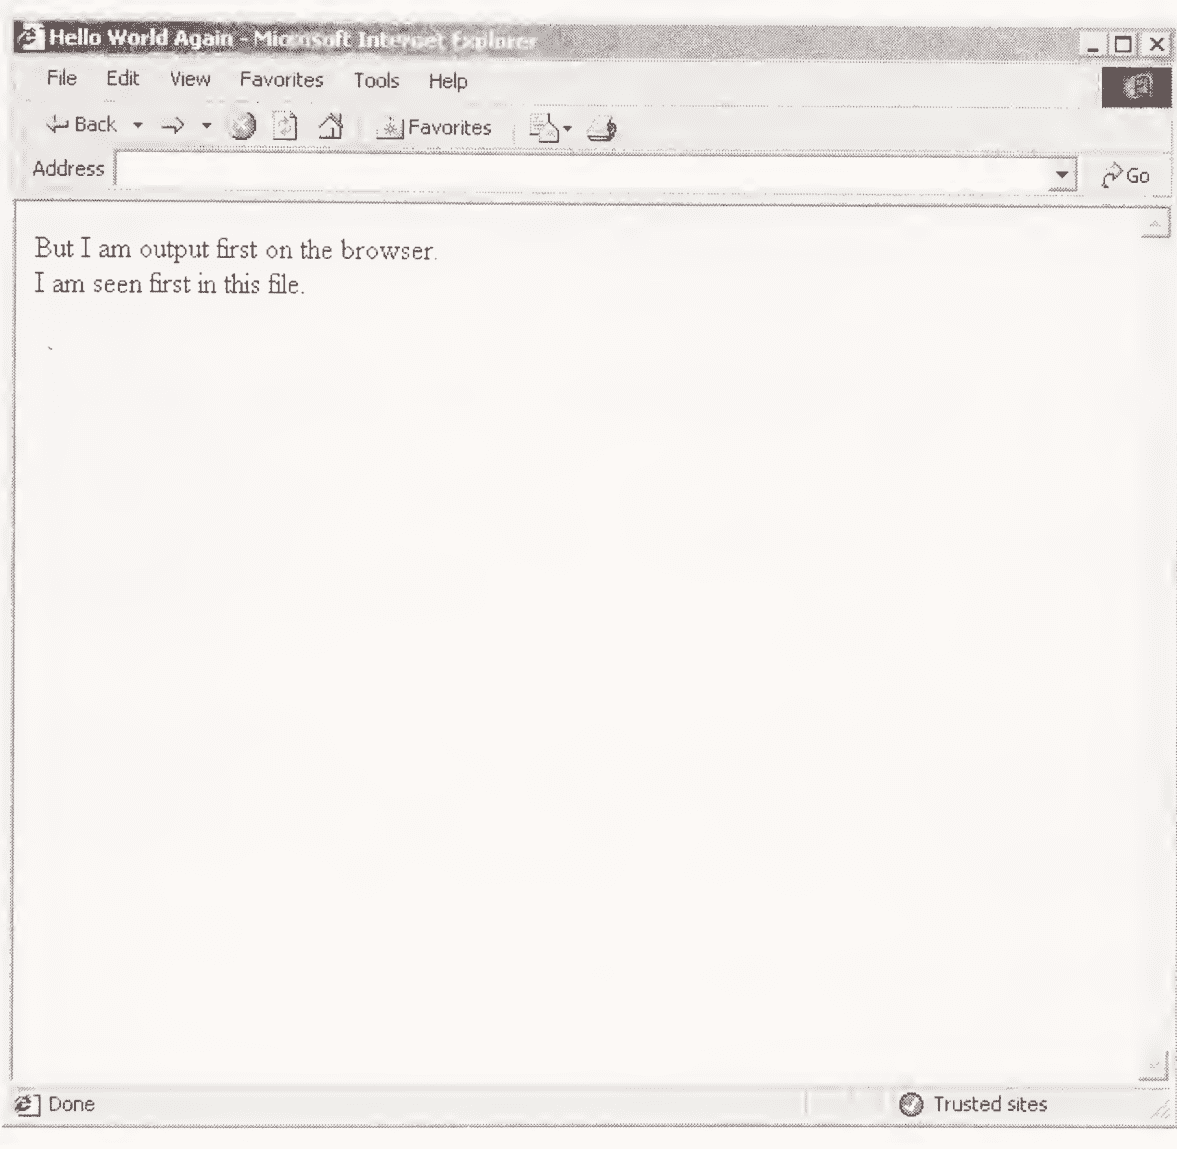 Hello World Again - Microsoft Internet Explorer
File Edit View Favorites Tools Help
Back Favorites
Address Go
But I am output first on the browser.
I am seen first in this file.
Done Trusted sites